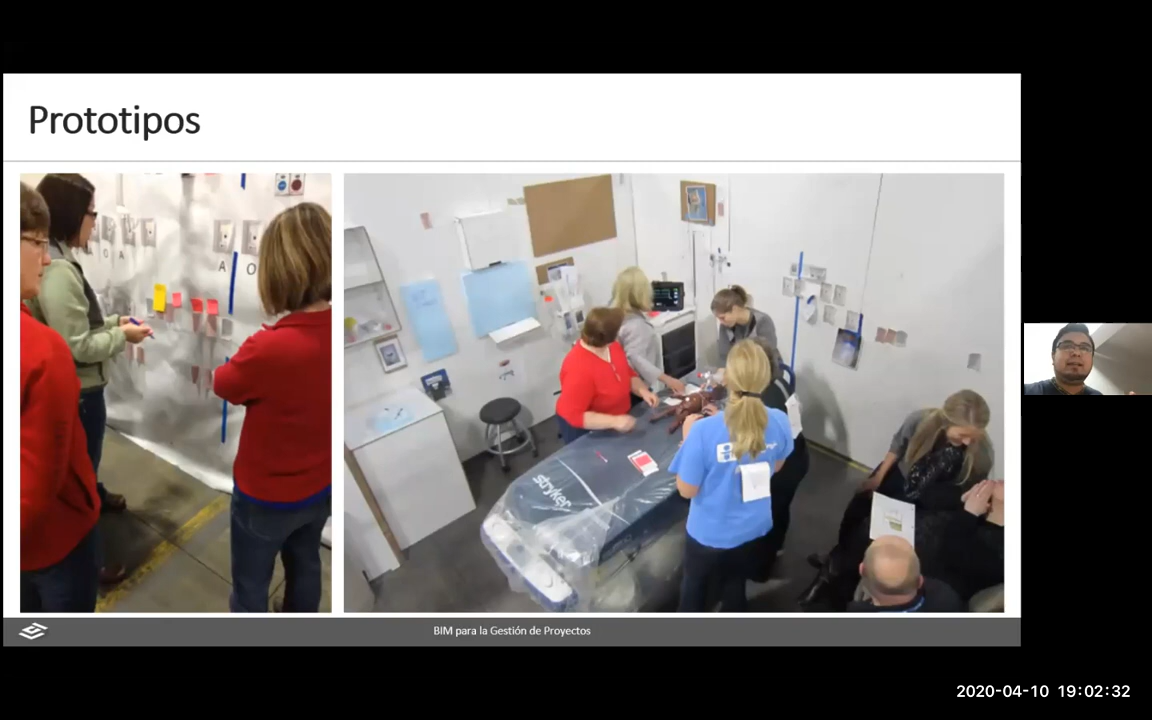 Prototipos
A O A
A O
stryker
BIM para la Gestión de Proyectos
2020-04-10 19:02:32